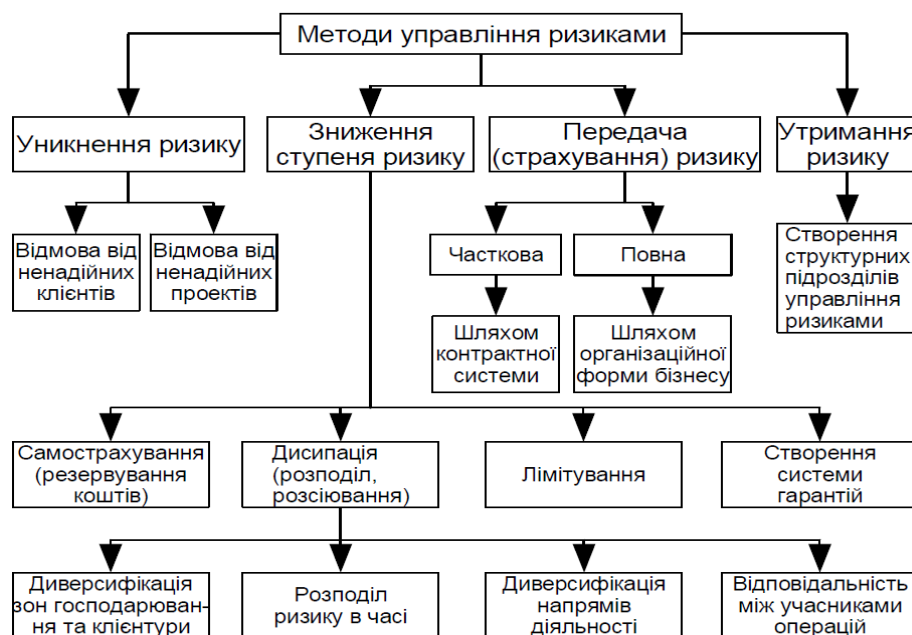 Методи управління ризиками
Уникнення ризику
Зниження
ступеня ризику
Передача
(страхування) ризику
Утримання
ризику
Відмова від
ненадійних
клієнтів
Відмова від
ненадійних
проектів
Часткова
Повна
Створення
структурних
підрозділів
управління
ризиками
Шляхом
контрактної
системи
Шляхом
організаційної
форми бізнесу
Самострахування
(резервування
коштів)
Дисипація
(розподіл,
розсіювання)
Лімітування
Створення
системи
гарантій
Диверсифікація
зон господарюван-
ня та клієнтури
Розподіл
ризику в часі
Диверсифікація
напрямів
діяльності
Відповідальність
між учасниками
операцій